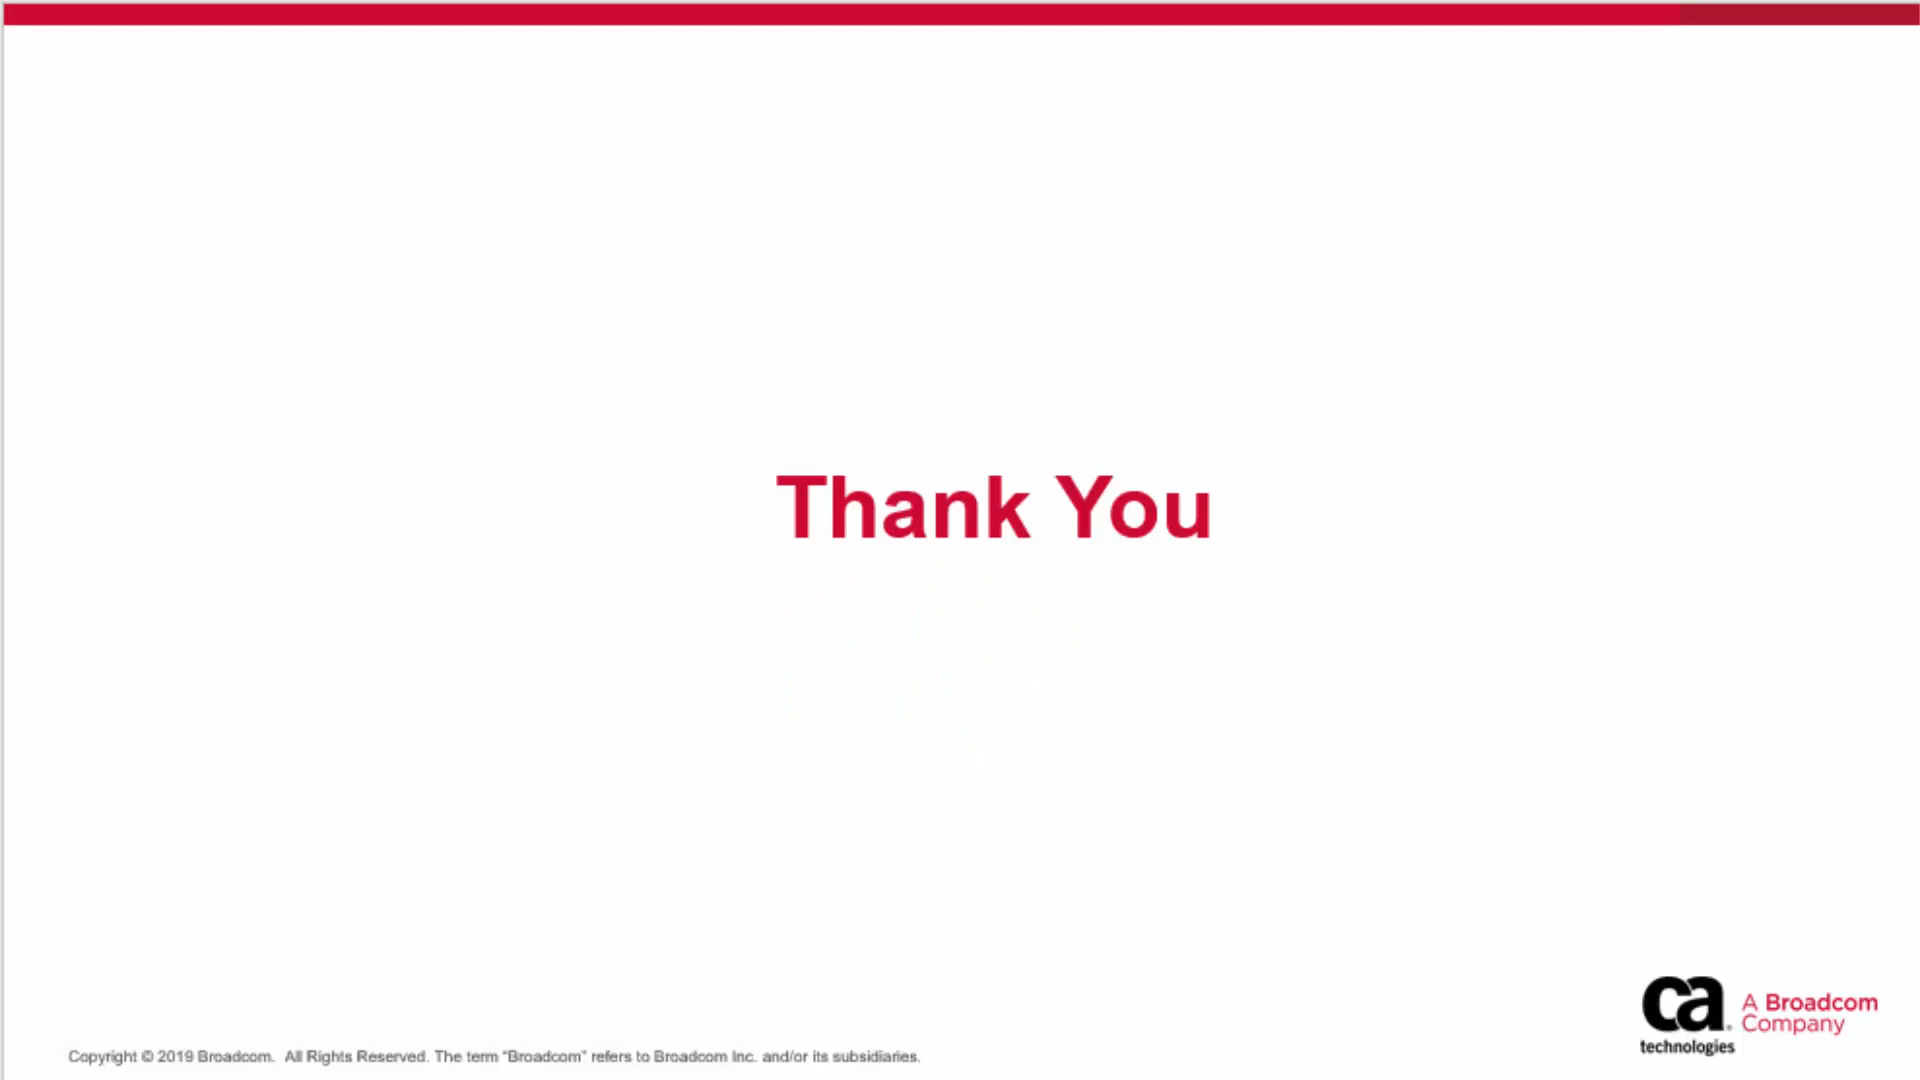 Thank You
ca
technologies
A Broadcom
Company
Copyright © 2019 Broadcom. All Rights Reserved. The term “Broadcom” refers to Broadcom Inc. and/or its subsidiaries.